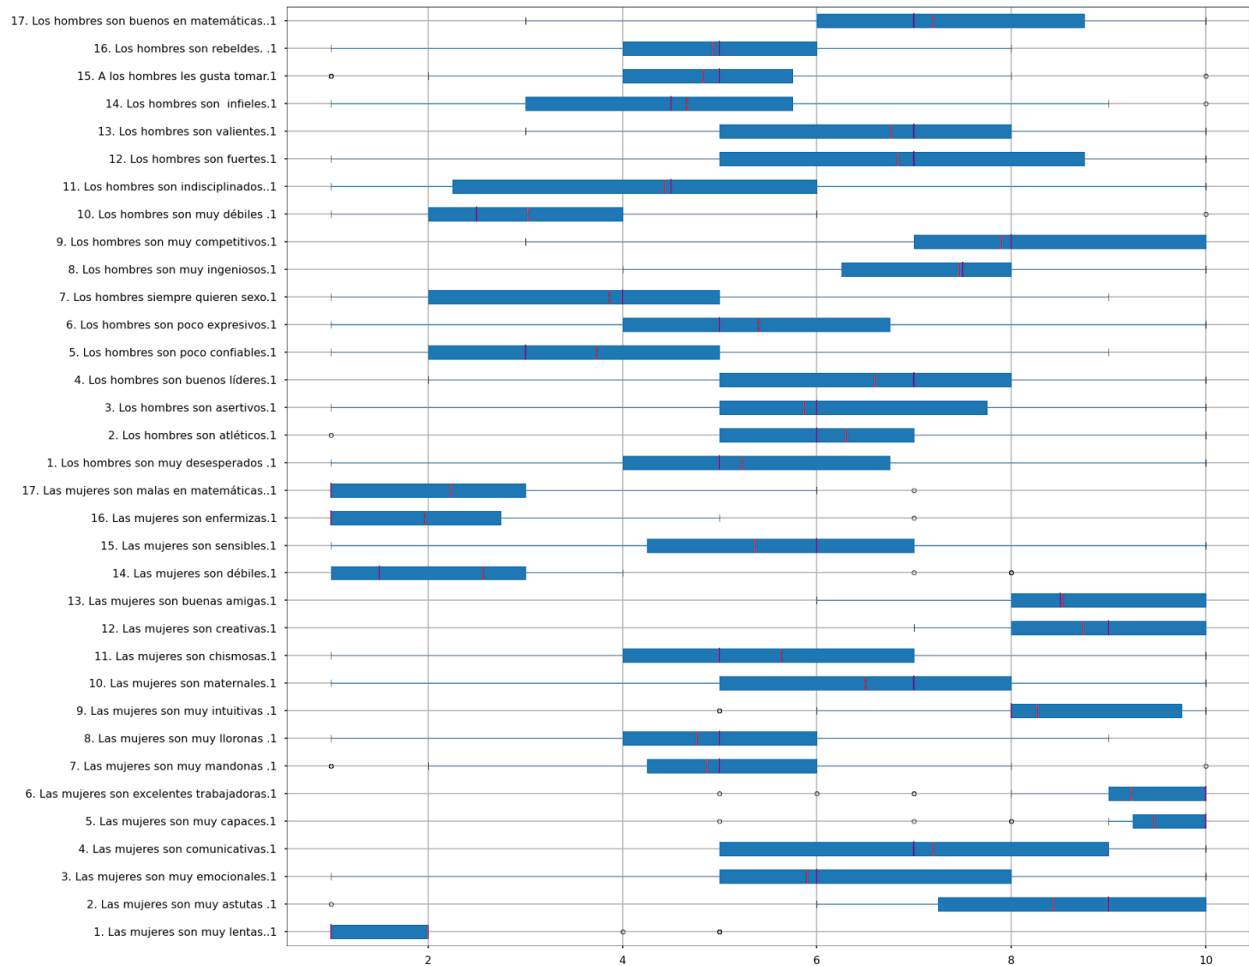 17. Los hombres son buenos en matemáticas..1
16. Los hombres son rebeldes. .1
15. A los hombres les gusta tomar.1
14. Los hombres son  infieles.1
13. Los hombres son valientes.1
12. Los hombres son fuertes.1
11. Los hombres son indisciplinados..1
10. Los hombres son muy débiles .1
9. Los hombres son muy competitivos.1
8. Los hombres son muy ingeniosos.1
7. Los hombres siempre quieren sexo.1
6. Los hombres son poco expresivos.1
5. Los hombres son poco confiables.1
4. Los hombres son buenos líderes.1
3. Los hombres son asertivos.1
2. Los hombres son atléticos.1
1. Los hombres son muy desesperados .1
17. Las mujeres son malas en matemáticas..1
16. Las mujeres son enfermizas.1
15. Las mujeres son sensibles.1
14. Las mujeres son débiles.1
13. Las mujeres son buenas amigas.1
12. Las mujeres son creativas.1
11. Las mujeres son chismosas.1
10. Las mujeres son maternales.1
9. Las mujeres son muy intuitivas .1
8. Las mujeres son muy lloronas .1
7. Las mujeres son muy mandonas .1
6. Las mujeres son excelentes trabajadoras.1
5. Las mujeres son muy capaces.1
4. Las mujeres son comunicativas.1
3. Las mujeres son muy emocionales.1
2. Las mujeres son muy astutas .1
1. Las mujeres son muy lentas..1
2 4 6 8 10